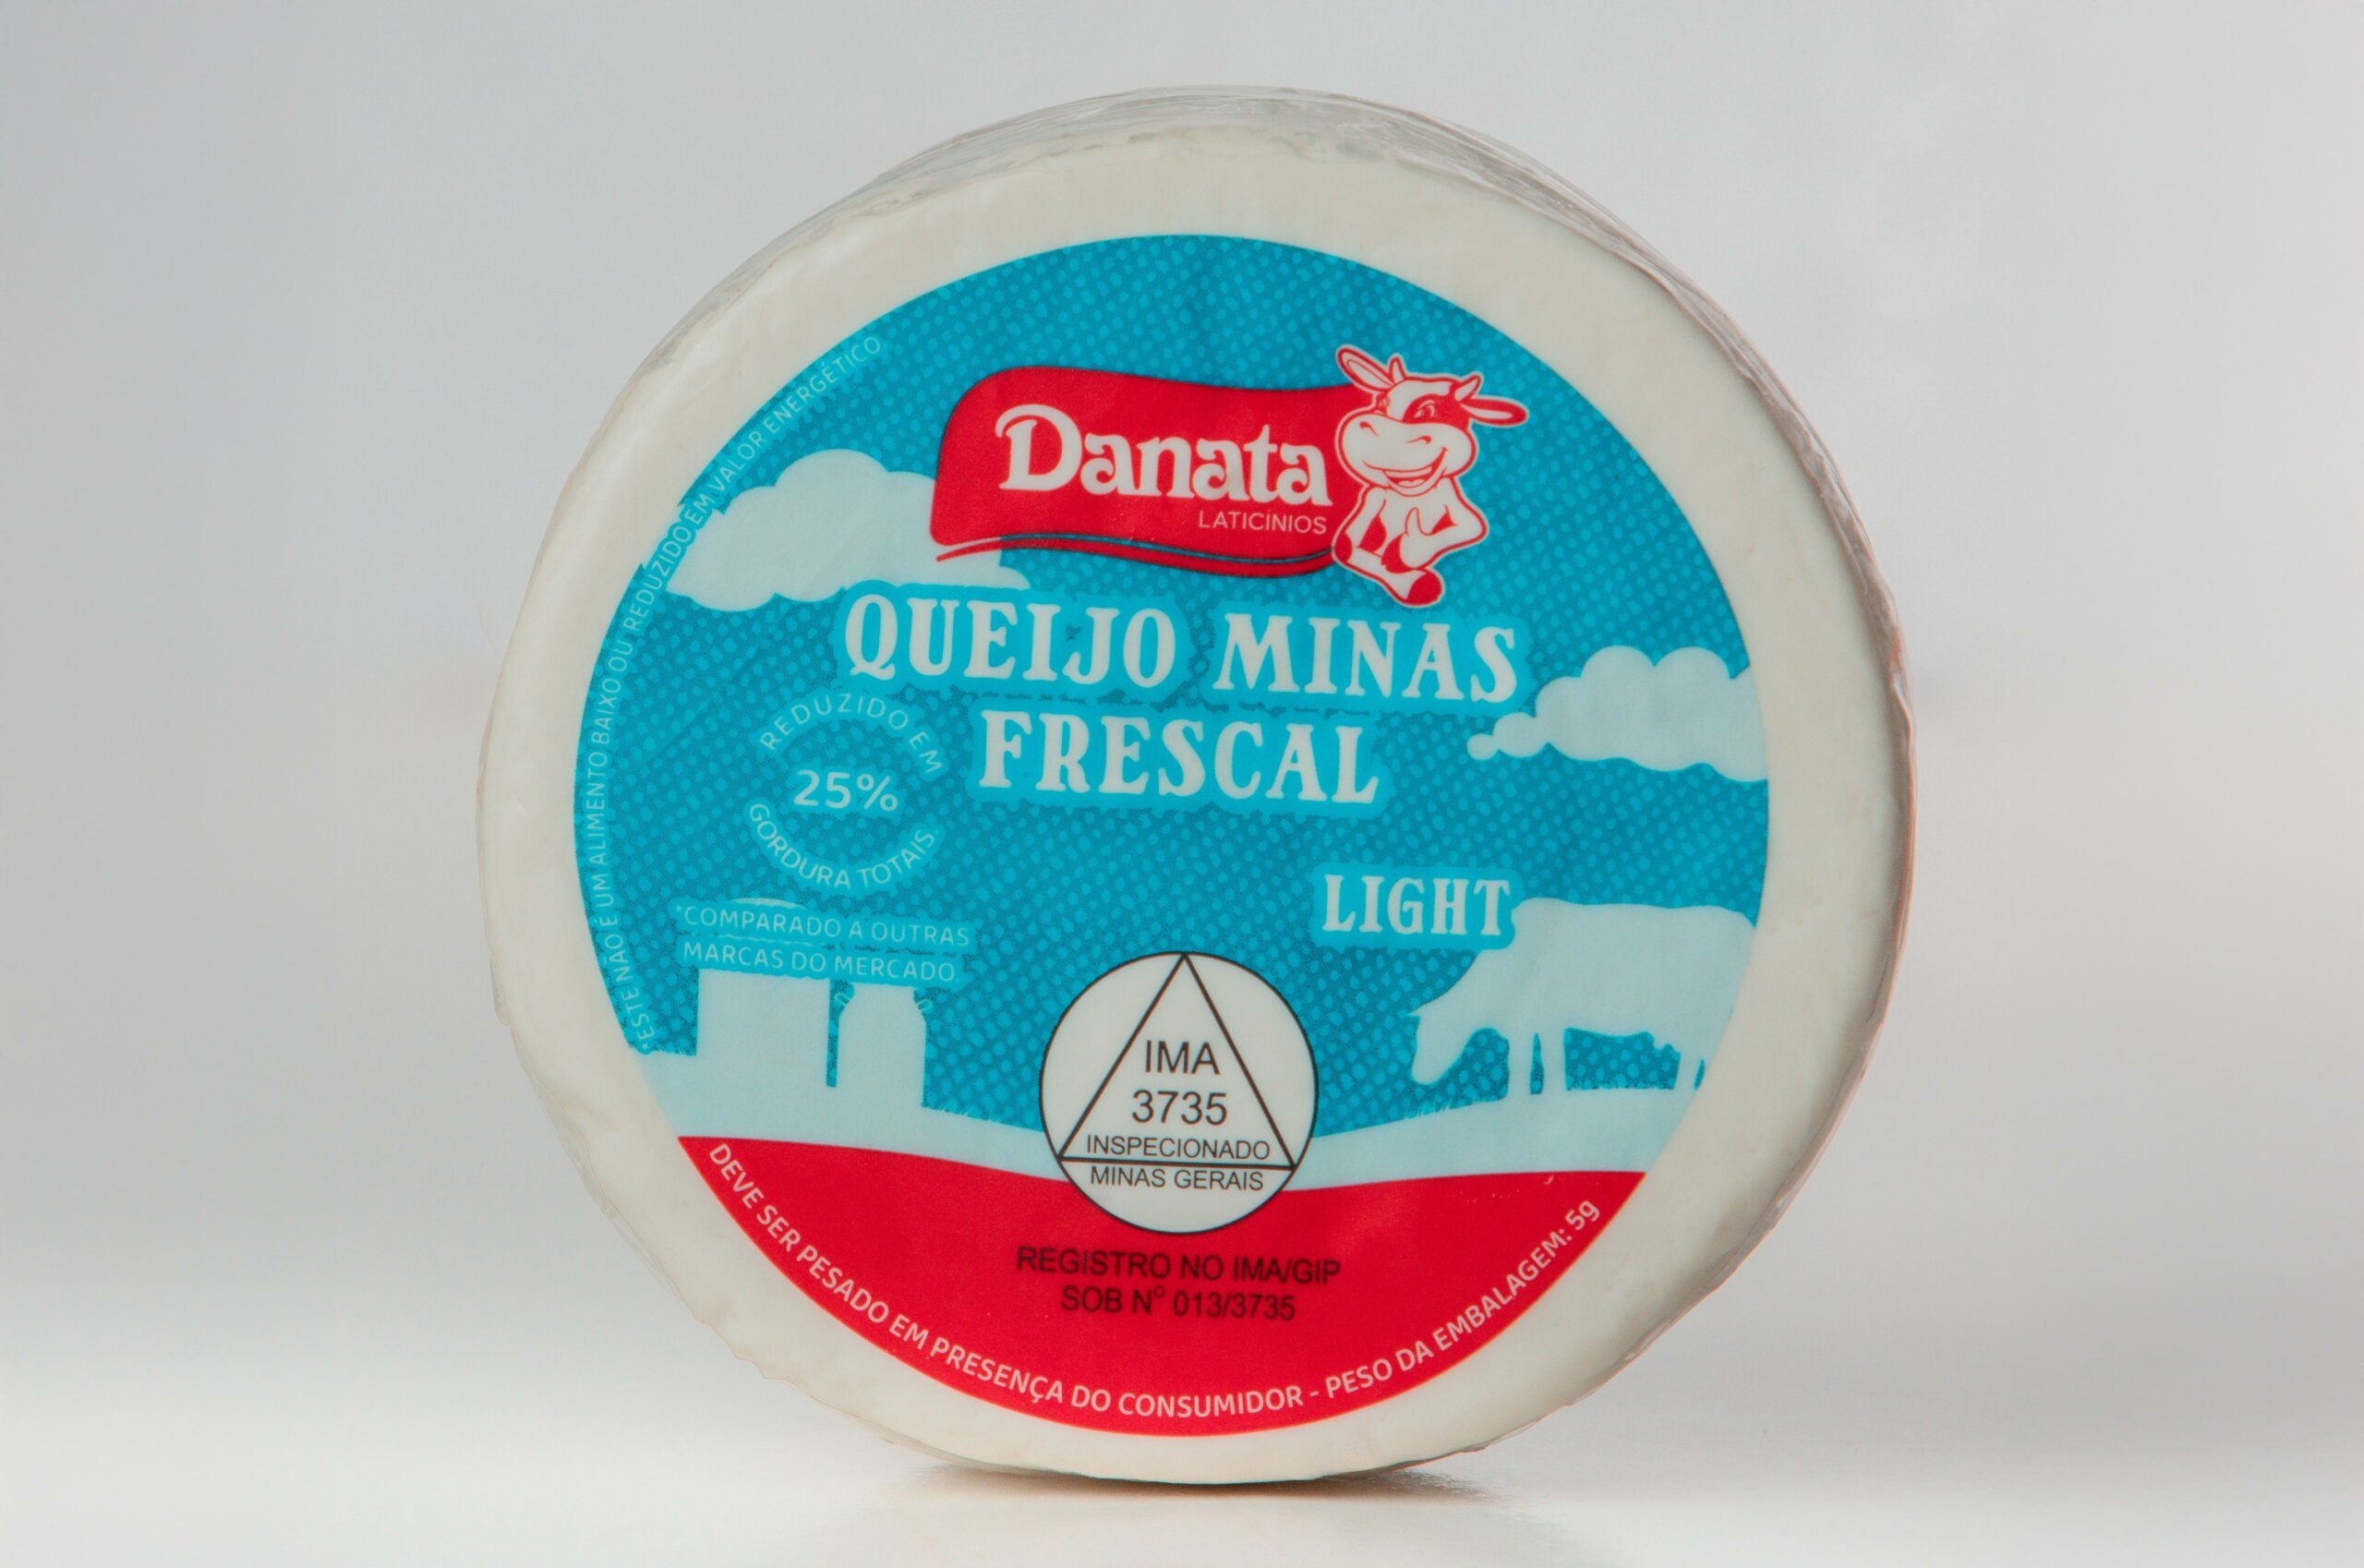 *ESTE NÃO É UM ALIMENTO BAIXO OU REDUZIDO EM VALOR ENERGÉTICO
Danata
LATICÍNIOS
QUEIJO MINAS
FRESCAL
REDUZIDO EM
25%
GORDURA TOTAIS
*COMPARADO A OUTRAS
MARCAS DO MERCADO
LIGHT
IMA
3735
INSPECIONADO
MINAS GERAIS
REGISTRO NO IMA/GIP
SOB Nº 013/3735
DEVE SER PESADO EM PRESENÇA DO CONSUMIDOR - PESO DA EMBALAGEM: 5g